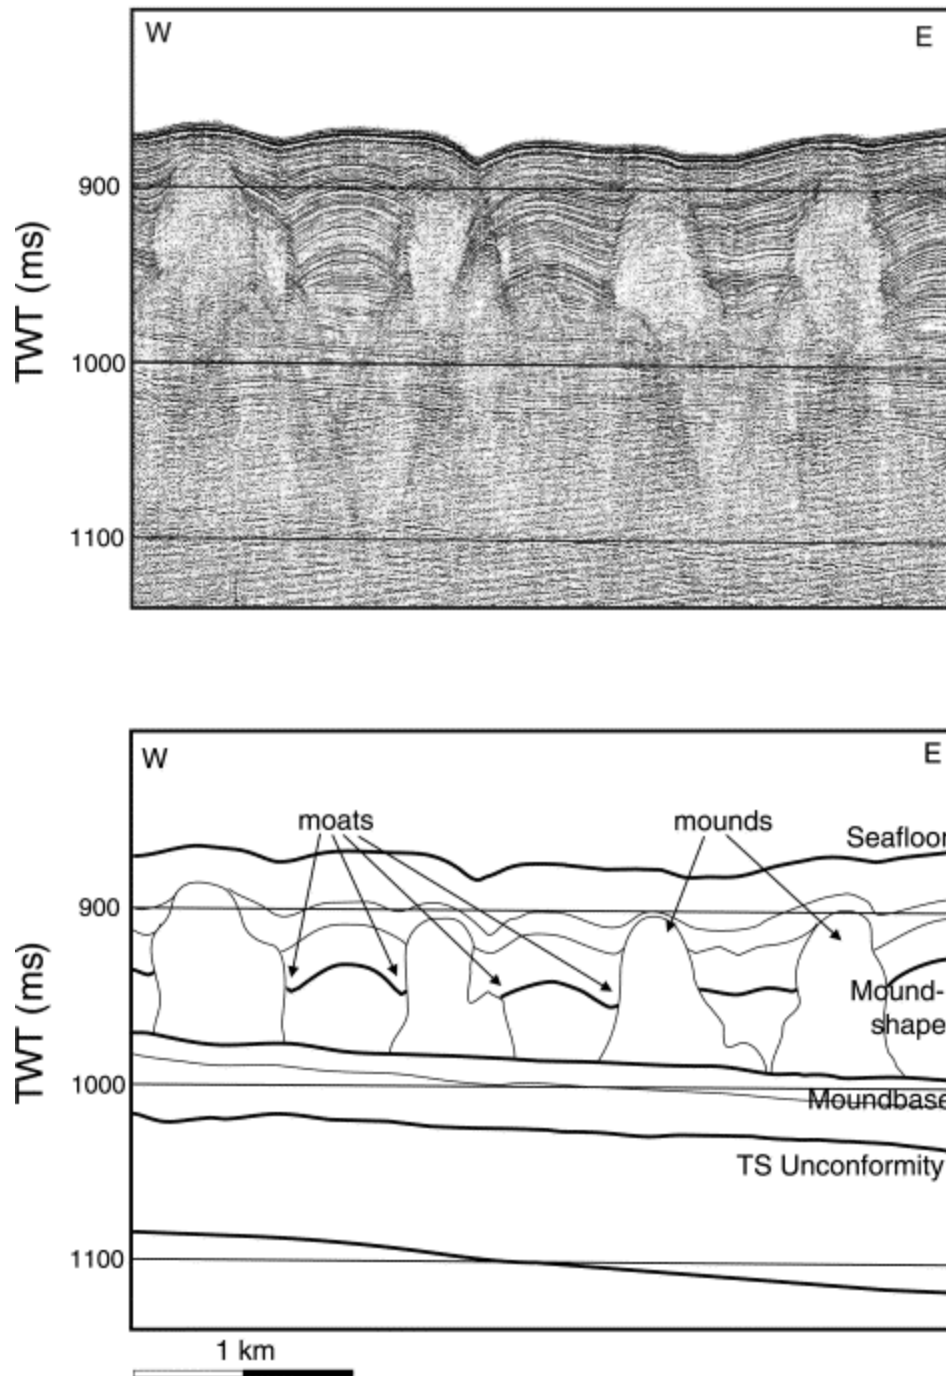 W
E
900
1000
1100
TWT (ms)
W
E
moats
mounds
Seafloor
900
Mound-
shape
1000
Moundbase
TS Unconformity
1100
TWT (ms)
1 km